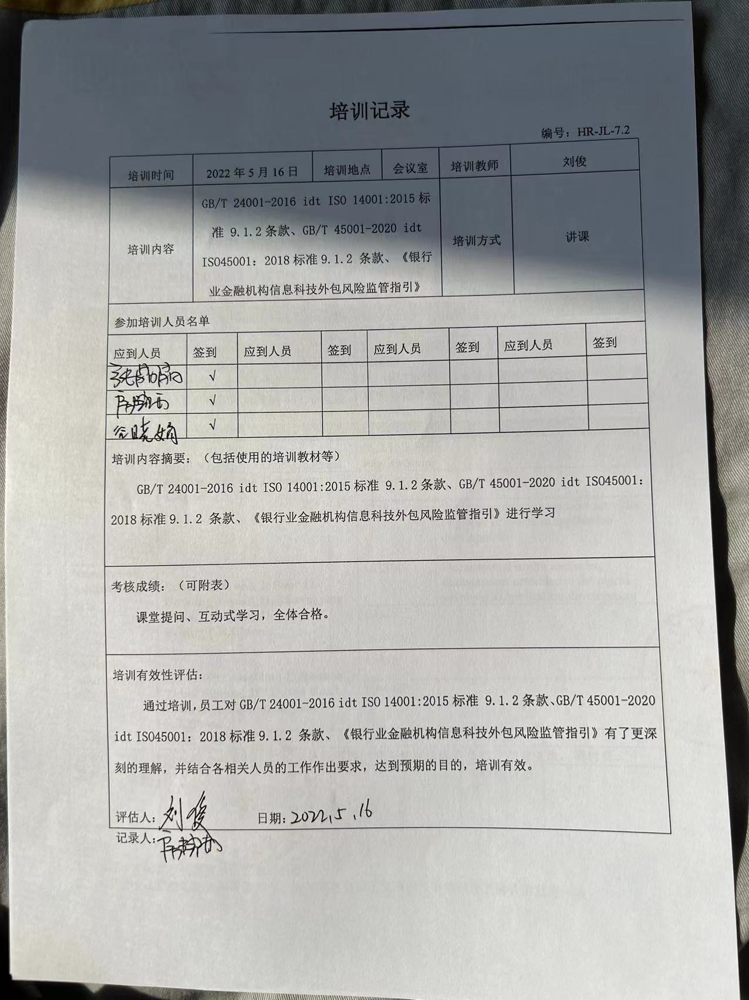 培训记录
编号：HR-JL-7.2
培训时间 2022 年 5 月 16 日 培训地点 会议室 培训教师 刘俊
培训内容
GB/T 24001-2016 idt ISO 14001:2015 标
准 9.1.2 条款、GB/T 45001-2020 idt
ISO45001：2018 标准 9.1.2 条款、《银行
业金融机构信息科技外包风险监管指引》
培训方式 讲课
参加培训人员名单
应到人员 签到 应到人员 签到 应到人员 签到 应到人员 签到
√
√
谷晓娟 √
培训内容摘要：（包括使用的培训教材等）
GB/T 24001-2016 idt ISO 14001:2015 标准 9.1.2 条款、GB/T 45001-2020 idt ISO45001：
2018 标准 9.1.2 条款、《银行业金融机构信息科技外包风险监管指引》进行学习
考核成绩：（可附表）
课堂提问、互动式学习，全体合格。
培训有效性评估：
通过培训，员工对 GB/T 24001-2016 idt ISO 14001:2015 标准 9.1.2 条款、GB/T 45001-2020
idt ISO45001：2018 标准 9.1.2 条款、《银行业金融机构信息科技外包风险监管指引》有了更深
刻的理解，并结合各相关人员的工作作出要求，达到预期的目的，培训有效。
评估人：刘俊 日期：2022.5.16
记录人：